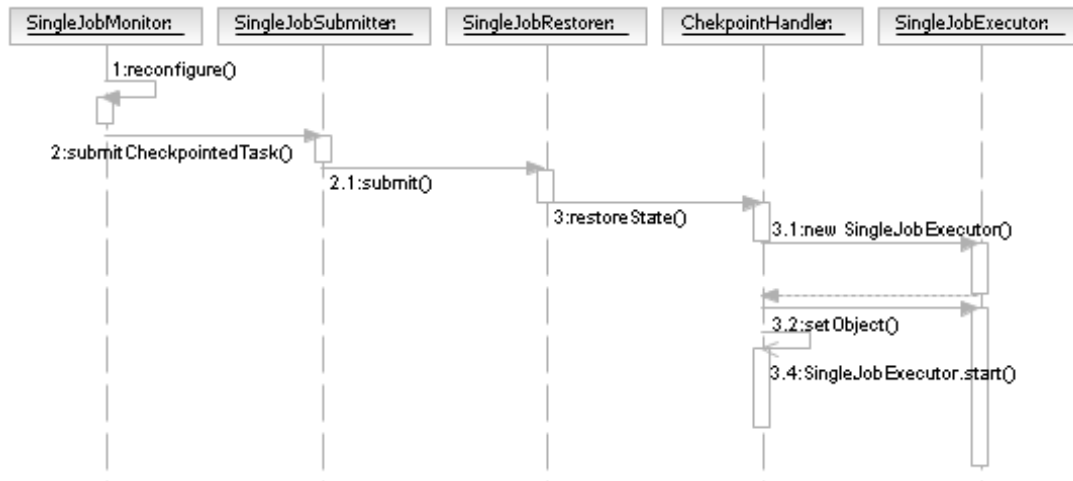 SingleJobMonitor:
SingleJobSubmitter:
SingleJobRestorer:
ChekpointHandler:
SingleJobExecutor:
1:reconfigure()
2:submitCheckpointedTask()
2.1:submit()
3:restoreState()
3.1:new SingleJobExecutor()
3.2:setObject()
3.4:SingleJobExecutor.start()